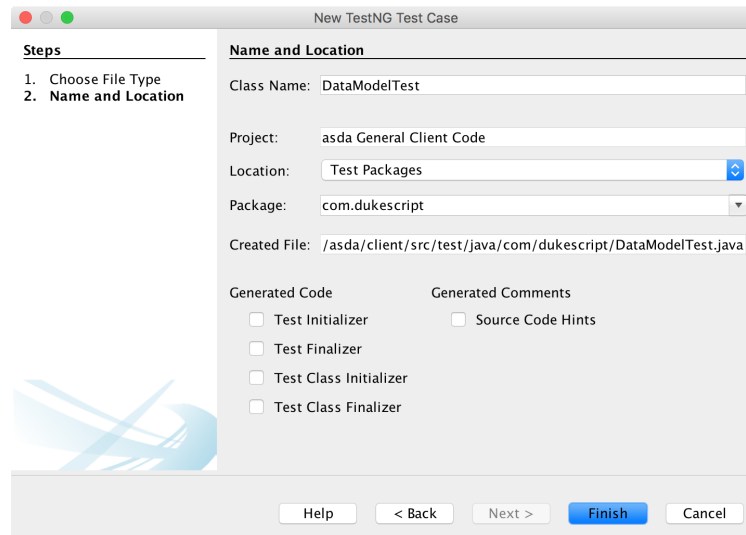 New TestNG Test Case
Steps
1. Choose File Type
2. Name and Location
Name and Location
Class Name: DataModelTest
Project: asda General Client Code
Location: Test Packages
Package: com.dukescript
Created File: /asda/client/src/test/java/com/dukescript/DataModelTest.java
Generated Code
Generated Comments
Test Initializer
Source Code Hints
Test Finalizer
Test Class Initializer
Test Class Finalizer
Help
< Back
Next >
Finish
Cancel